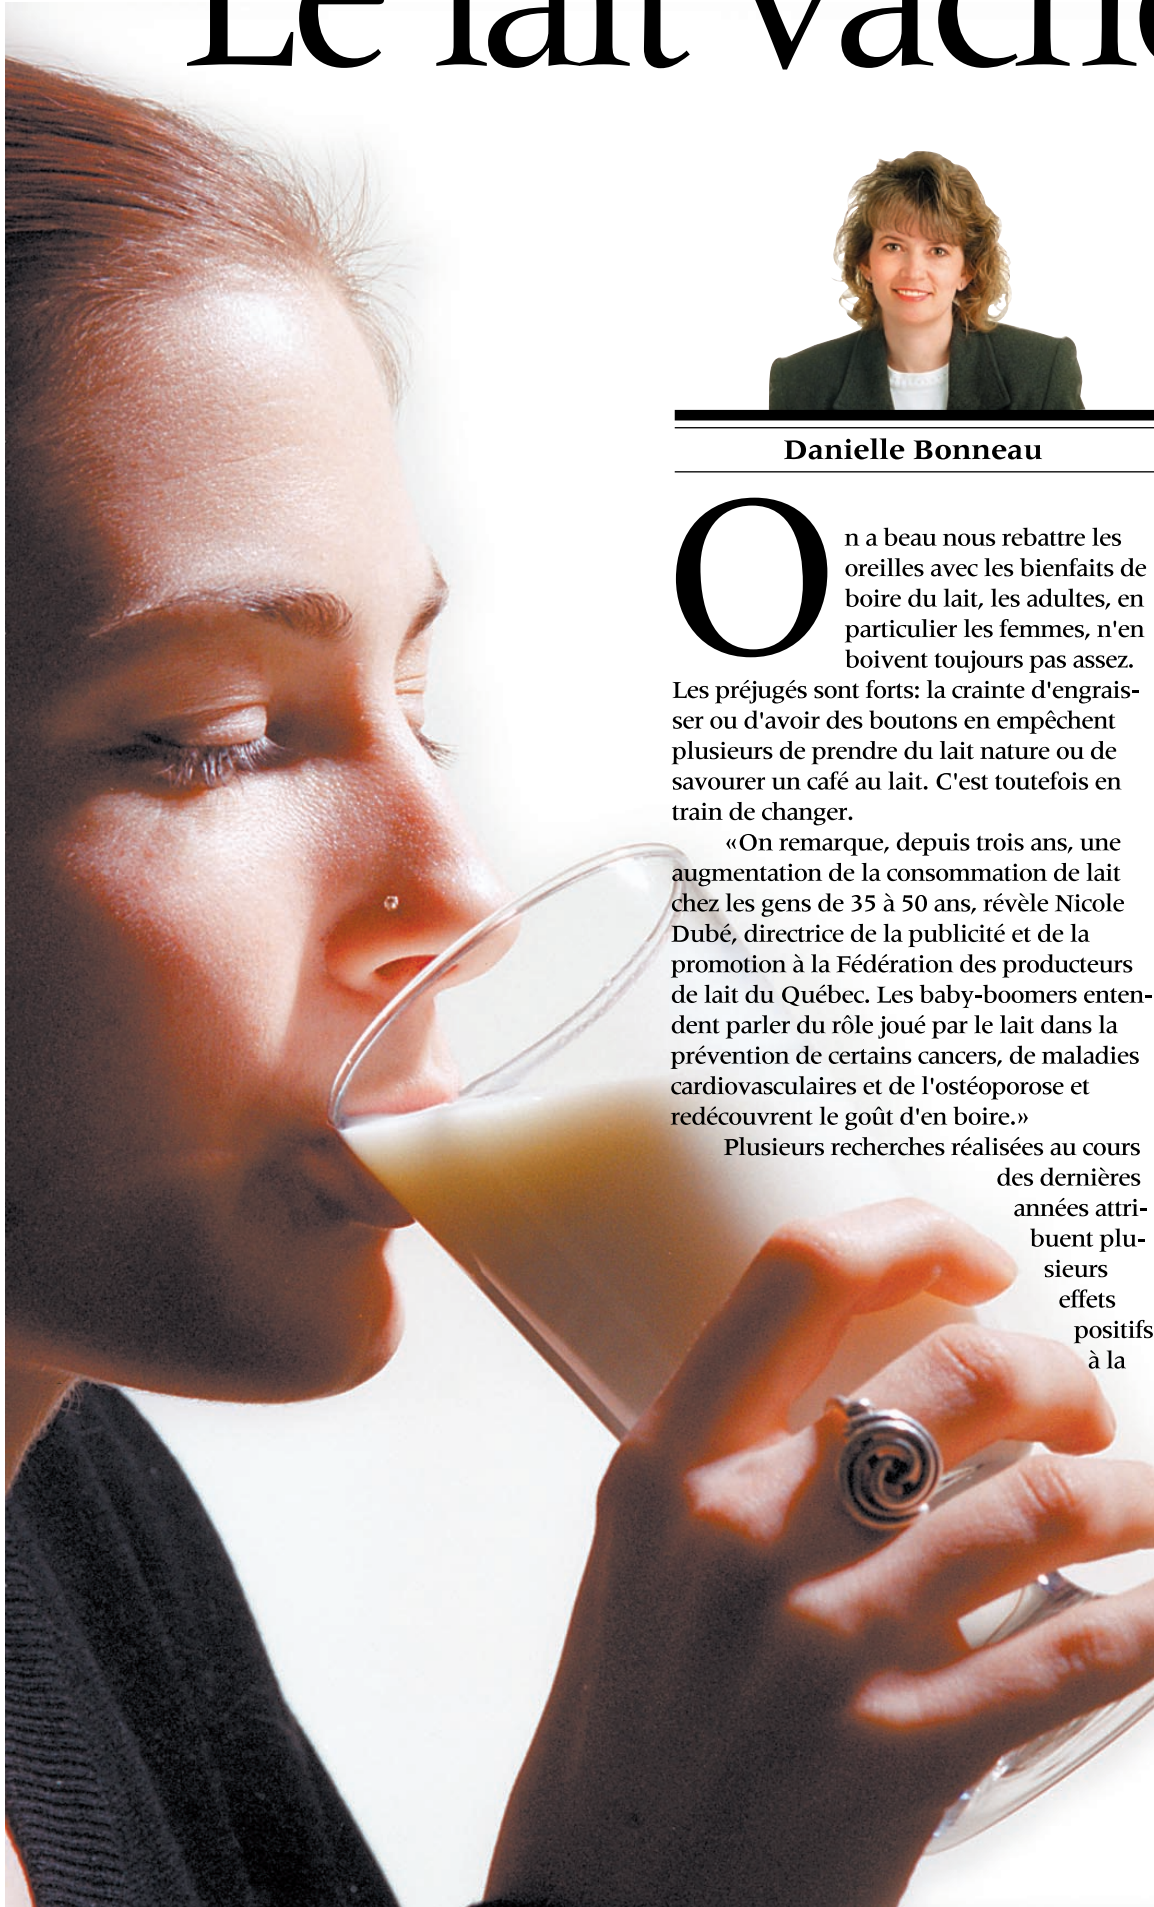 Le lait vache
Danielle Bonneau
On a beau nous rebattre les
oreilles avec les bienfaits de
boire du lait, les adultes, en
particulier les femmes, n'en
boivent toujours pas assez.
Les préjugés sont forts: la crainte d'engrais-
ser ou d'avoir des boutons en empêchent
plusieurs de prendre du lait nature ou de
savourer un café au lait. C'est toutefois en
train de changer.
«On remarque, depuis trois ans, une
augmentation de la consommation de lait
chez les gens de 35 à 50 ans, révèle Nicole
Dubé, directrice de la publicité et de la
promotion à la Fédération des producteurs
de lait du Québec. Les baby-boomers enten-
dent parler du rôle joué par le lait dans la
prévention de certains cancers, de maladies
cardiovasculaires et de l'ostéoporose et
redécouvrent le goût d'en boire.»
Plusieurs recherches réalisées au cours
des dernières
années attri-
buent plu-
sieurs
effets
positifs
à la